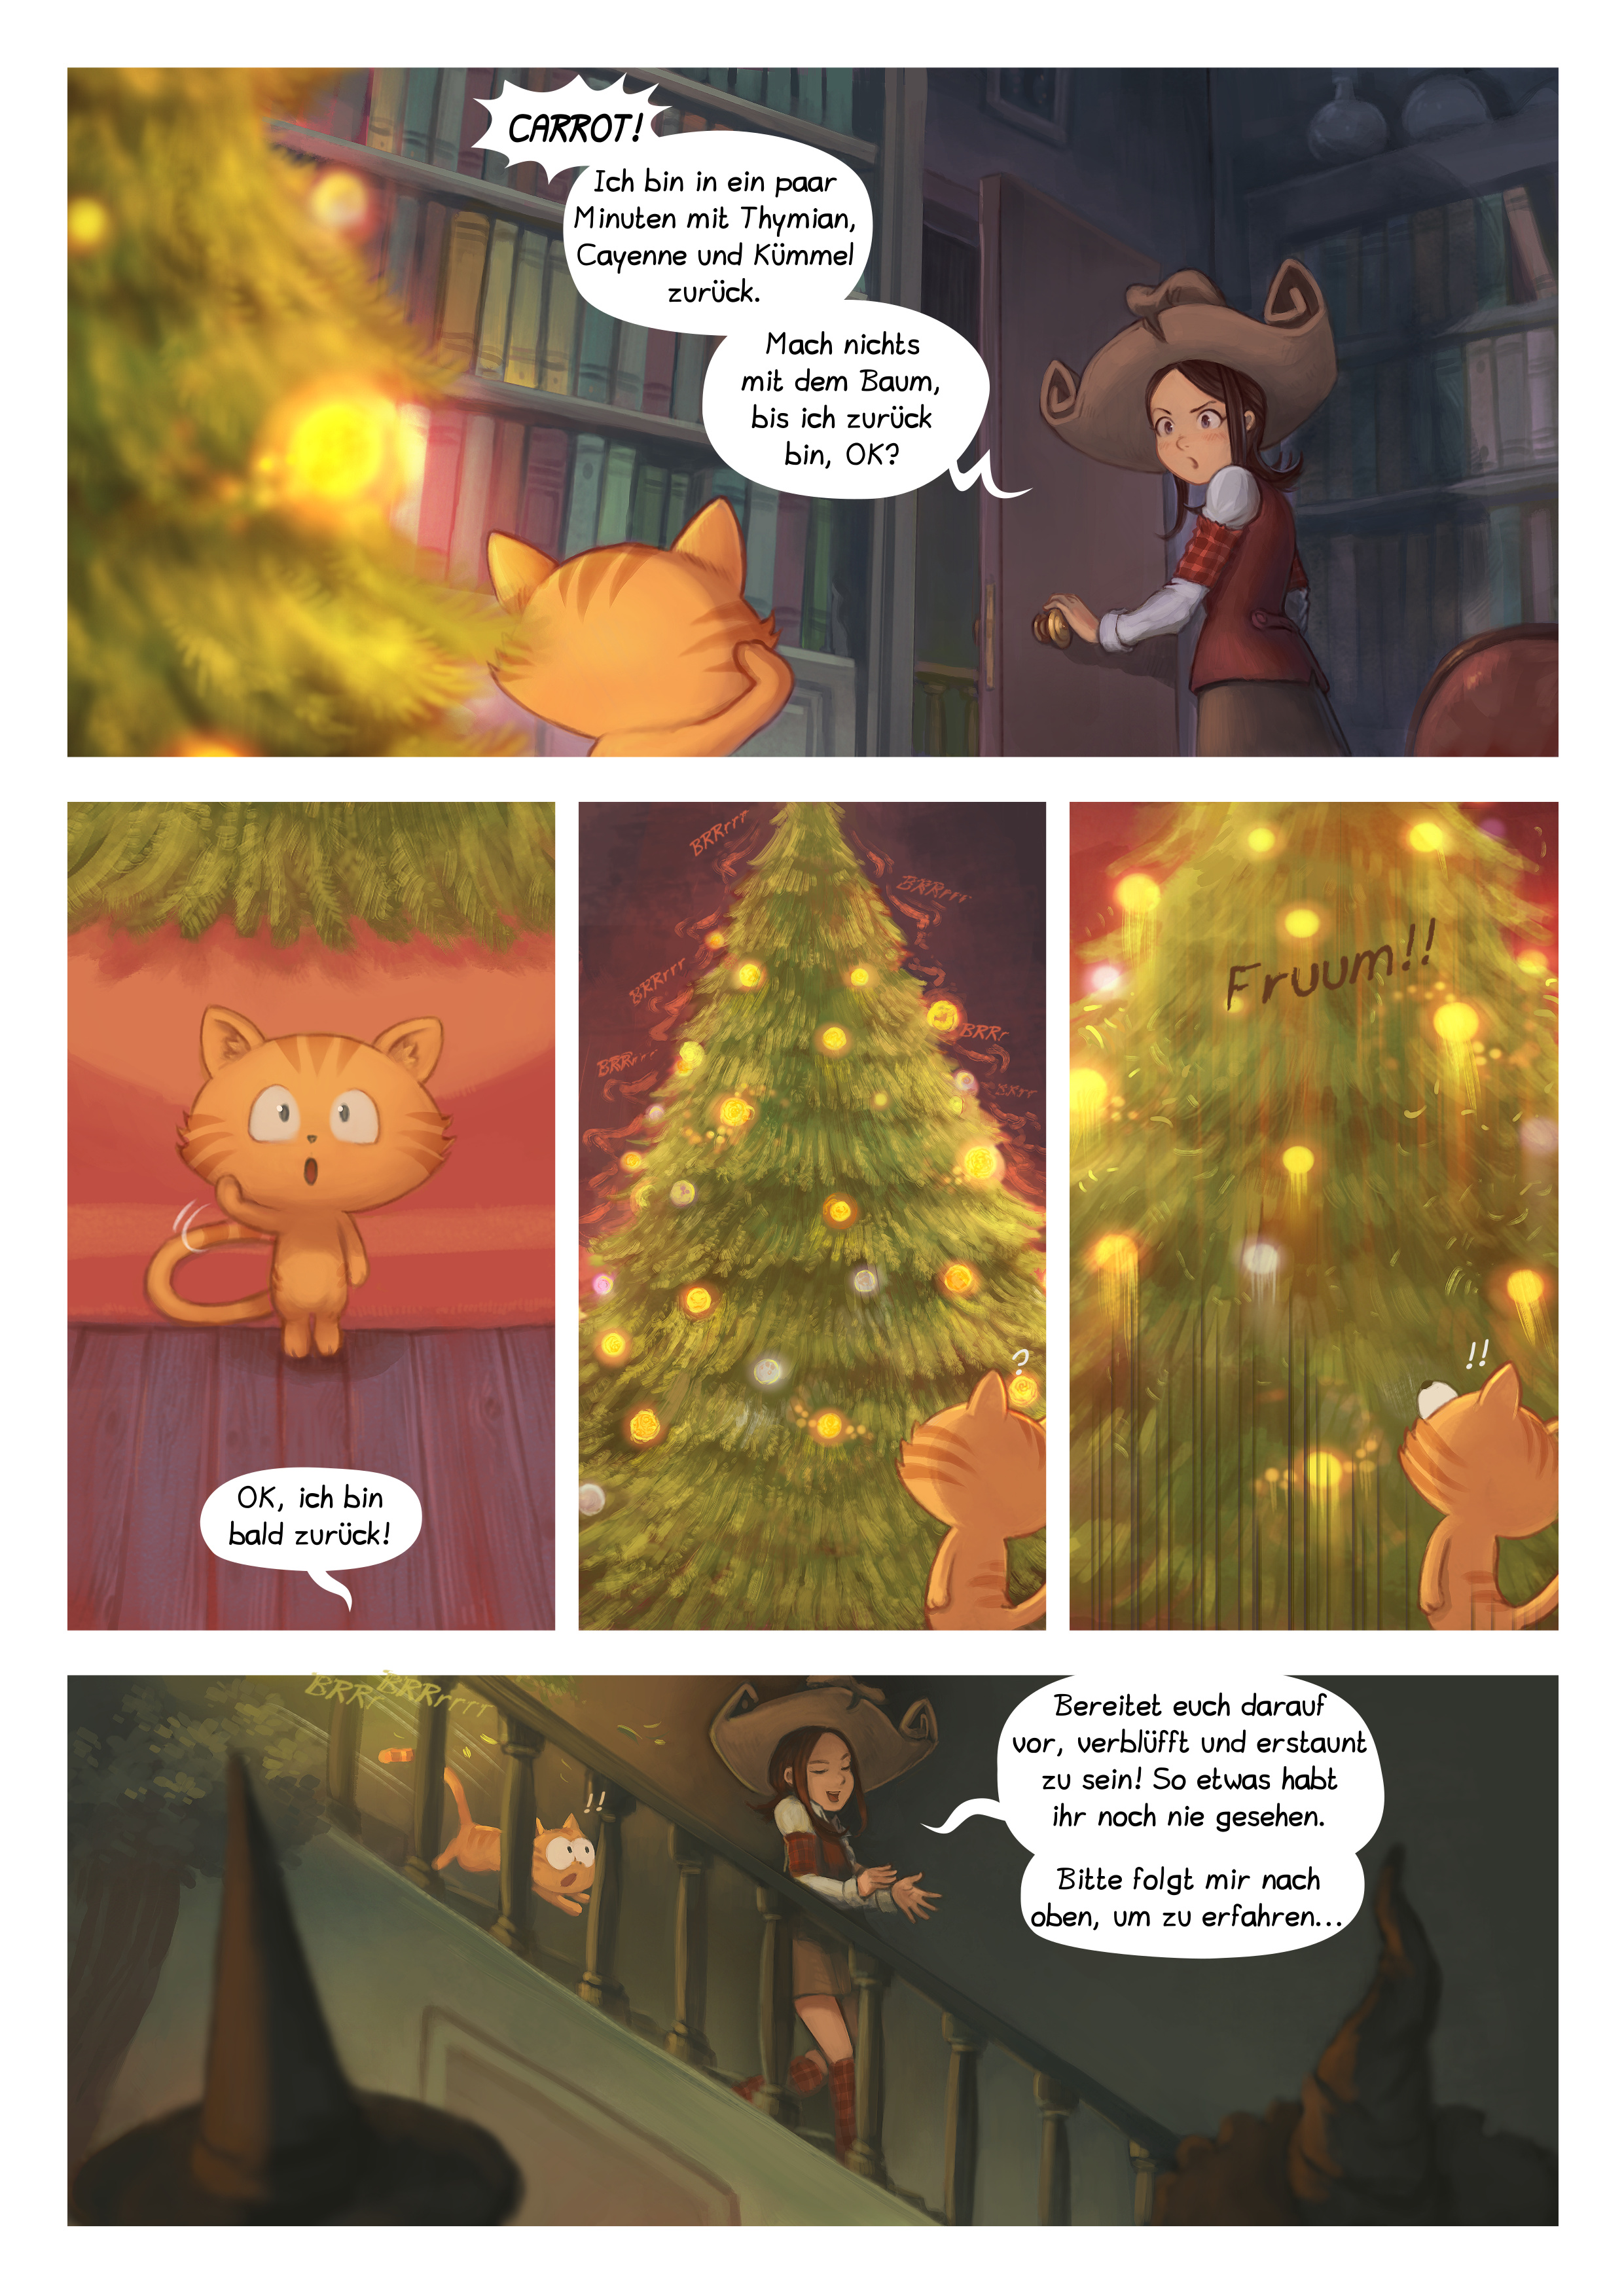 CARROT!
Ich bin in ein paar
Minuten mit Thymian,
Cayenne und Kümmel
zurück.
Mach nichts
mit dem Baum,
bis ich zurück
bin, OK?
OK, ich bin
bald zurück!
BRRrrr
BRRrrr
BRRrrr
BRRr
BRRrrr
BRrr
?
Fruum!!
!!
BRRr
BRRrrrr
!!
Bereitet euch darauf
vor, verblüfft und erstaunt
zu sein! So etwas habt
ihr noch nie gesehen.
Bitte folgt mir nach
oben, um zu erfahren...